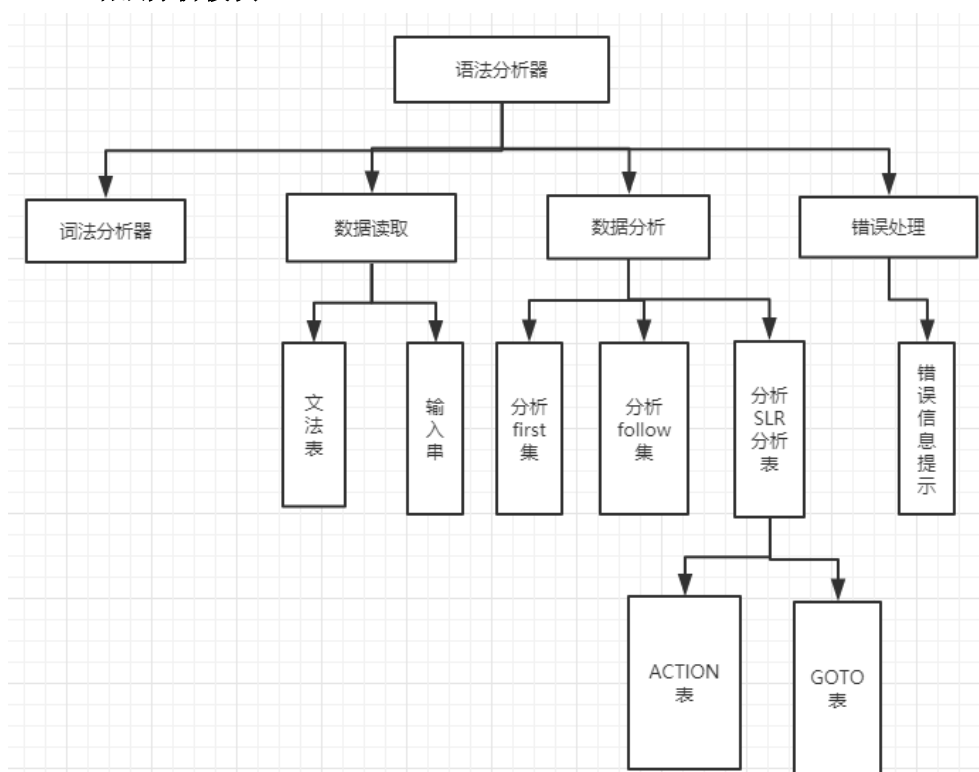 语法分析器
词法分析器
数据读取
数据分析
错误处理
文
法
表
输
入
串
分析
first
集
分析
follow
集
分析
SLR
分析
表
错
误
信
息
提
示
ACTION
表
GOTO
表